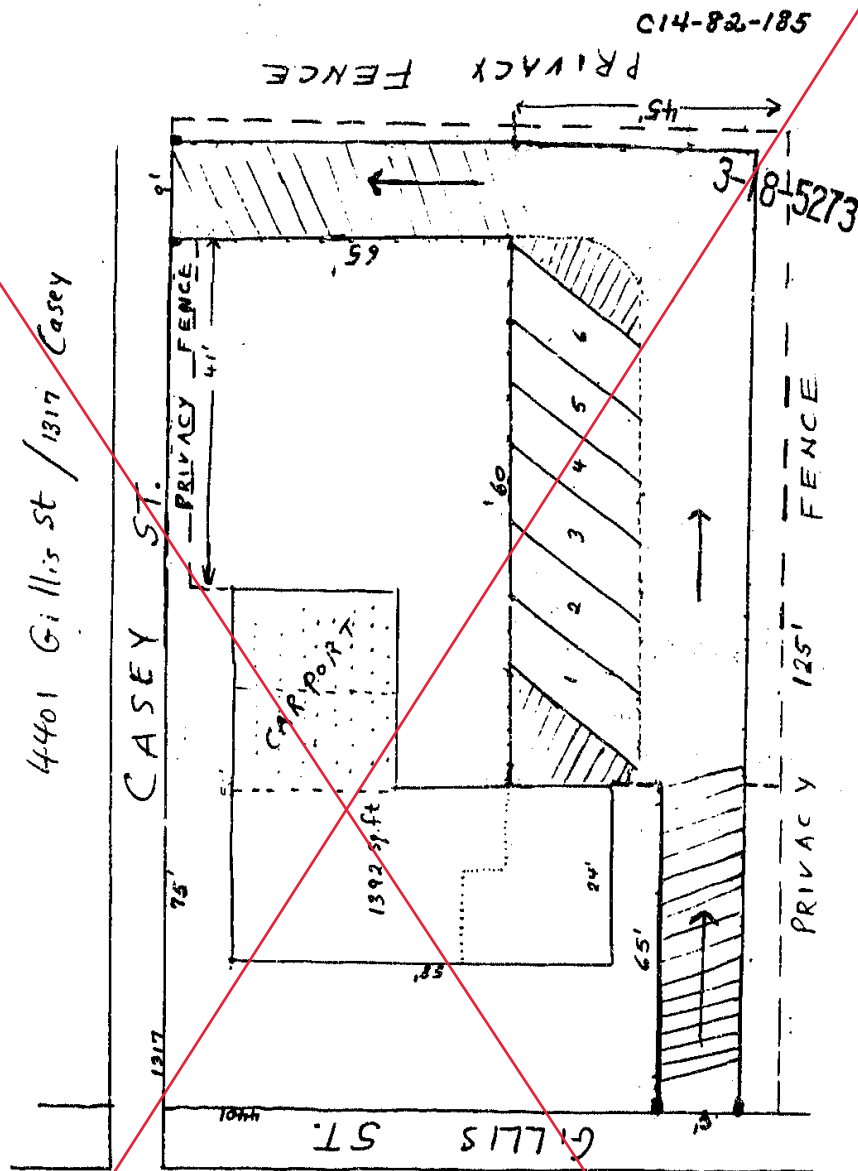 C14-82-185
PRIVACY FENCE
45'
3-18-5273
9'
65'
4401 Gillis St / 1317 Casey
CASEY ST.
PRIVACY FENCE
41'
60'
6
5
4
3
2
1
CARPORT
1392 sq.ft
24'
58'
75'
65'
PRIVACY 125' FENCE
1317
4401
13'
GILLIS ST.